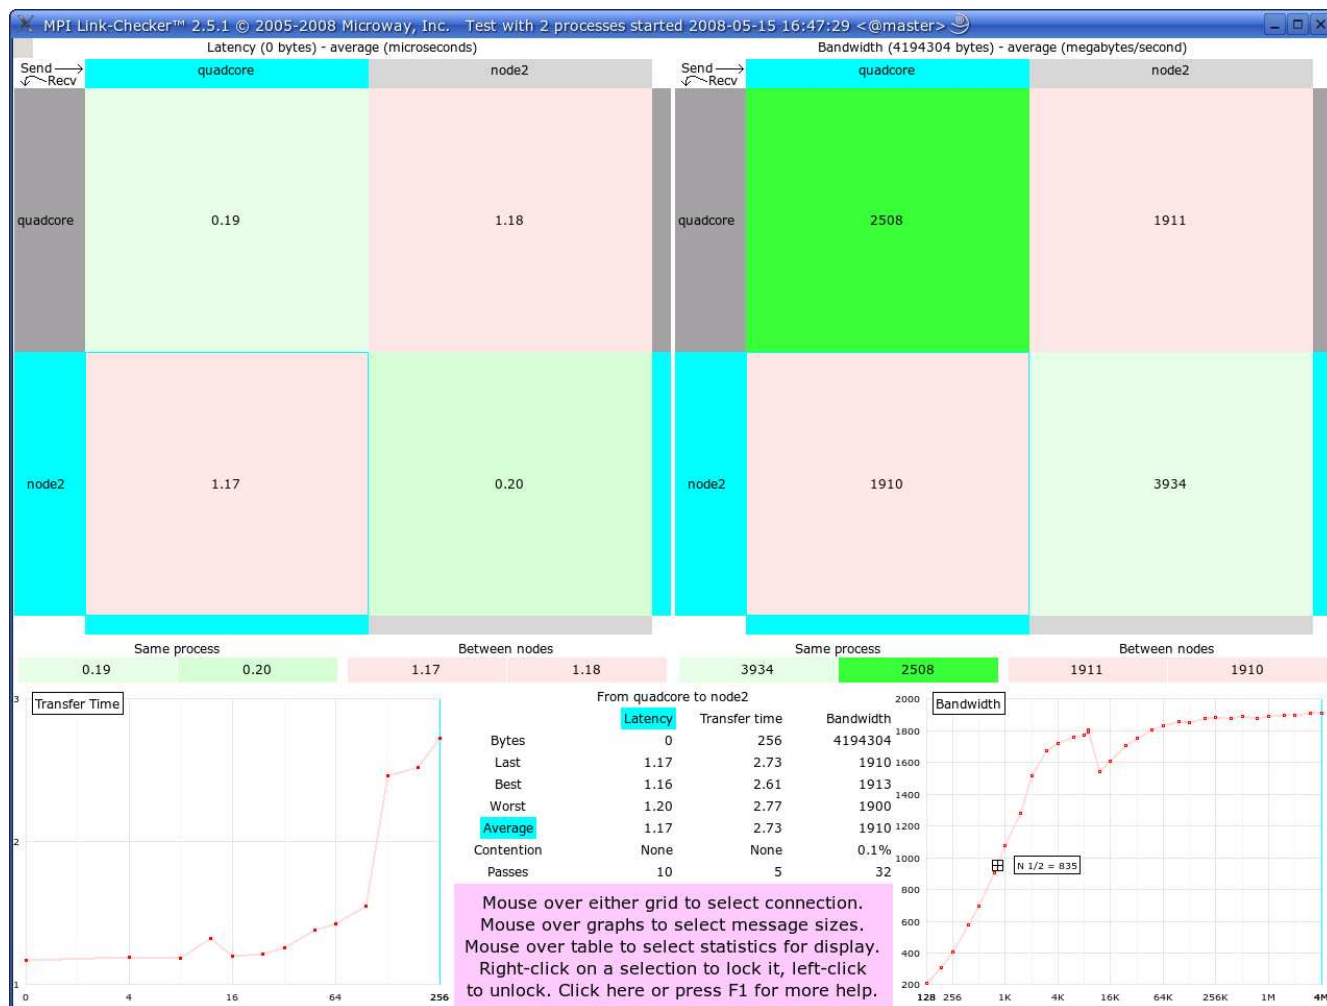 MPI Link-Checker™ 2.5.1 © 2005-2008 Microway, Inc. Test with 2 processes started 2008-05-15 16:47:29 <@master>
Latency (0 bytes) - average (microseconds)
Send
Recv
quadcore node2
quadcore 0.19 1.18
node2 1.17 0.20
Bandwidth (4194304 bytes) - average (megabytes/second)
Send
Recv
quadcore node2
quadcore 2508 1911
node2 1910 3934
Same process Between nodes
0.19 0.20 1.17 1.18
Same process Between nodes
3934 2508 1911 1910
Transfer Time
3
2
1
0 4 16 64 256
From quadcore to node2
Latency Transfer time Bandwidth
Bytes 0 256 4194304
Last 1.17 2.73 1910
Best 1.16 2.61 1913
Worst 1.20 2.77 1900
Average 1.17 2.73 1910
Contention None None 0.1%
Passes 10 5 32
Mouse over either grid to select connection.
Mouse over graphs to select message sizes.
Mouse over table to select statistics for display.
Right-click on a selection to lock it, left-click
to unlock. Click here or press F1 for more help.
Bandwidth
2000
1800
1600
1400
1200
1000
800
600
400
200
N 1/2 = 835
128 256 1K 4K 16K 64K 256K 1M 4M